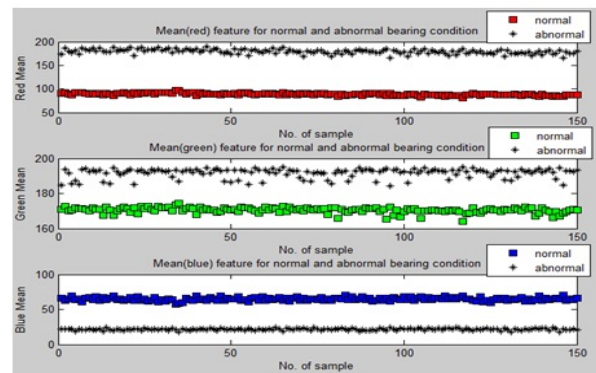 Mean(red) feature for normal and abnormal bearing condition
normal
abnormal
200
150
100
50
Red Mean
0
50
100
150
No. of sample
Mean(green) feature for normal and abnormal bearing condition
normal
abnormal
200
180
160
Green Mean
0
50
100
150
No. of sample
Mean(blue) feature for normal and abnormal bearing condition
normal
abnormal
100
50
0
Blue Mean
0
50
100
150
No. of sample